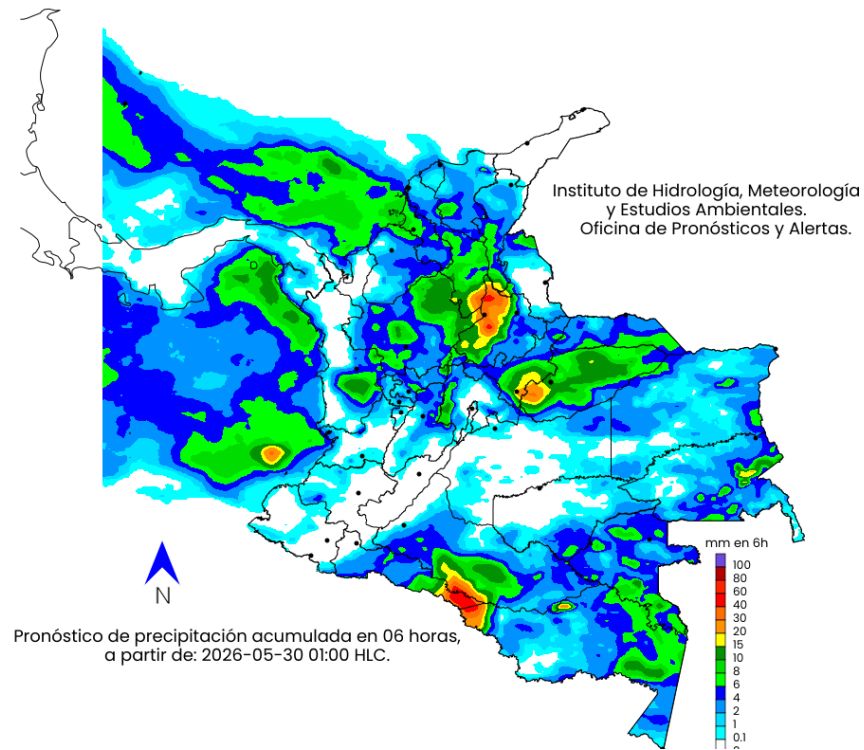 Instituto de Hidrología, Meteorología
y Estudios Ambientales.
Oficina de Pronósticos y Alertas.
N
Pronóstico de precipitación acumulada en 06 horas,
a partir de: 2026-05-30 01:00 HLC.
mm en 6h
100
80
60
40
30
20
15
10
8
6
4
2
1
0.1
0